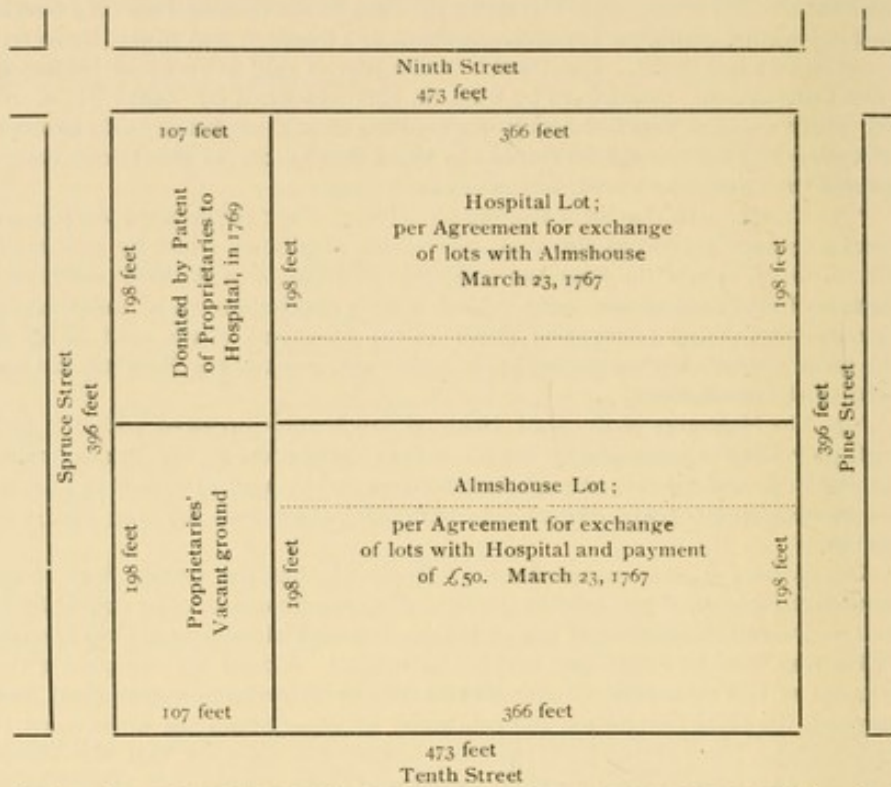 Ninth Street
473 feet
107 feet
366 feet
198 feet
Donated by Patent
of Proprietaries to
Hospital, in 1769
198 feet
Hospital Lot;
per Agreement for exchange
of lots with Almshouse
March 23, 1767
198 feet
Spruce Street
396 feet
396 feet
Pine Street
198 feet
Proprietaries'
Vacant ground
198 feet
Almshouse Lot;
per Agreement for exchange
of lots with Hospital and payment
of £50. March 23, 1767
198 feet
107 feet
366 feet
473 feet
Tenth Street